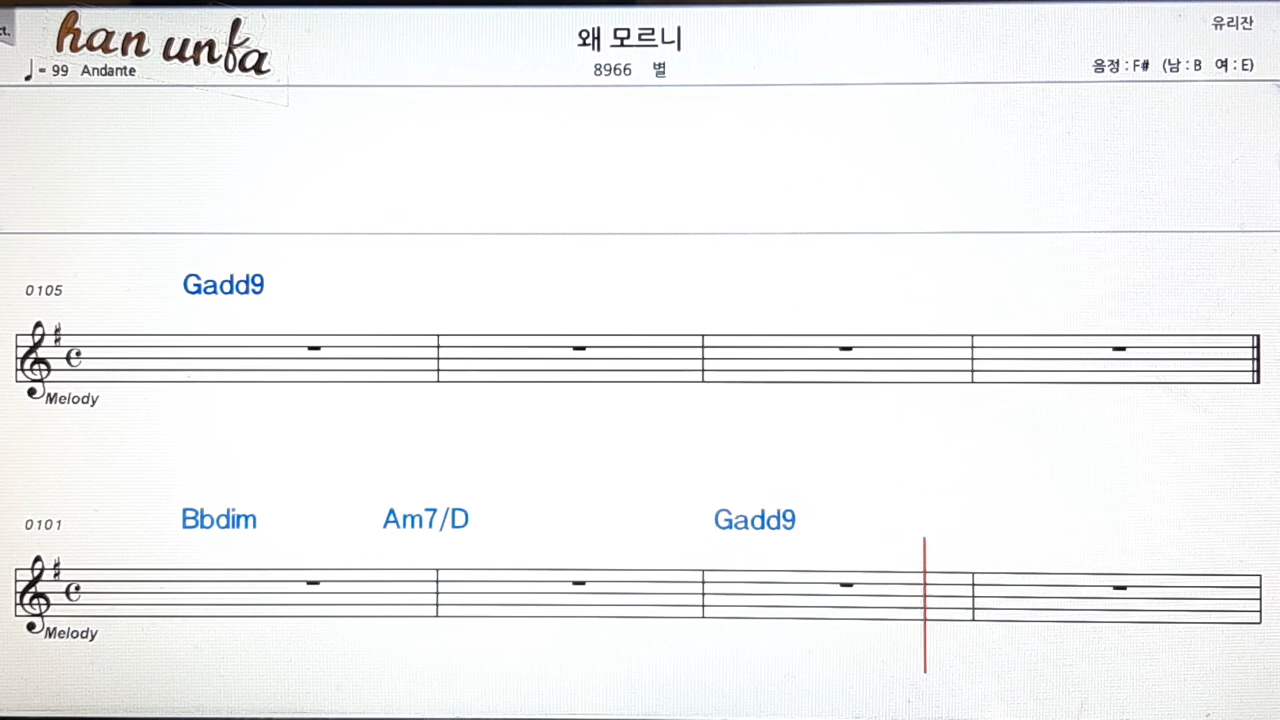 ct.
han unfa
왜 모르니
유리잔
♩= 99 Andante
8966 별
음정 : F# (남 : B 여 : E)
0105
Gadd9
Melody
0101
Bbdim Am7/D Gadd9
Melody